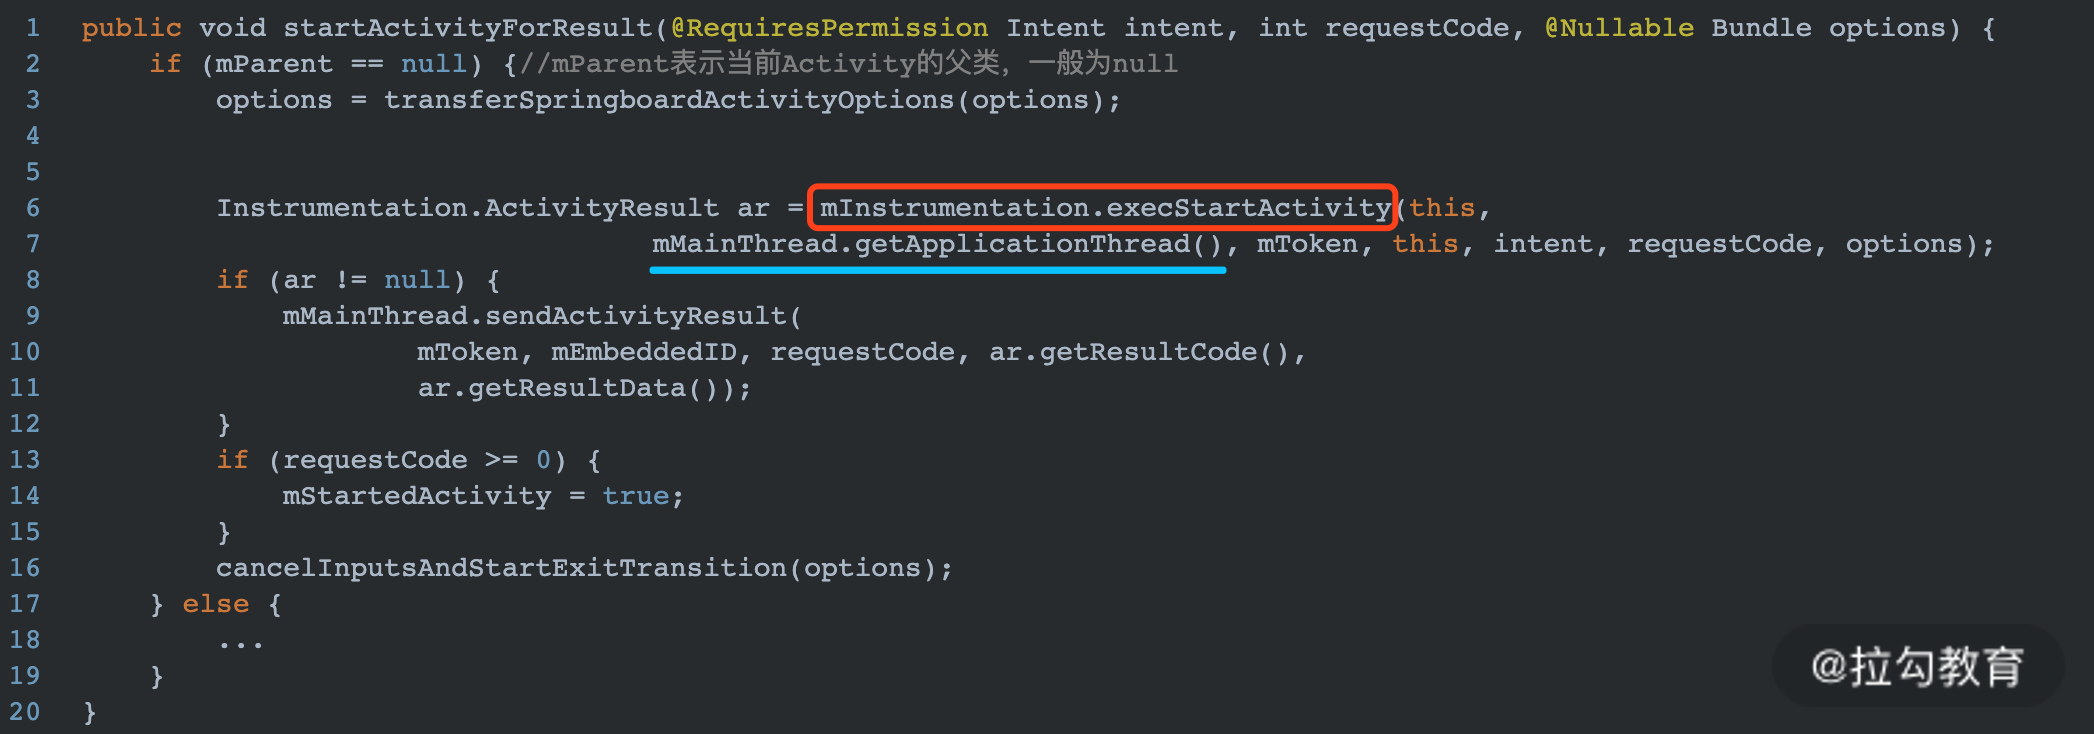 1 public void startActivityForResult(@RequiresPermission Intent intent, int requestCode, @Nullable Bundle options) {
2 if (mParent == null) {//mParent表示当前Activity的父类，一般为null
3 options = transferSpringboardActivityOptions(options);
4
5
6 Instrumentation.ActivityResult ar = mInstrumentation.execStartActivity(this,
7 mMainThread.getApplicationThread(), mToken, this, intent, requestCode, options);
8 if (ar != null) {
9 mMainThread.sendActivityResult(
10 mToken, mEmbeddedID, requestCode, ar.getResultCode(),
11 ar.getResultData());
12 }
13 if (requestCode >= 0) {
14 mStartedActivity = true;
15 }
16 cancelInputsAndStartExitTransition(options);
17 } else {
18 ...
19 }
20 }
@拉勾教育